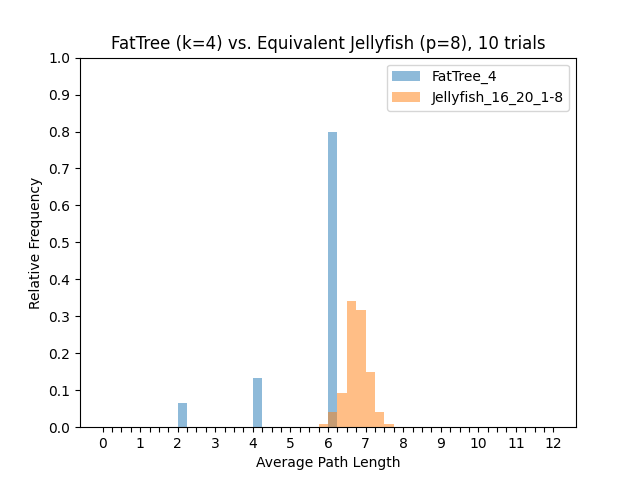 FatTree (k=4) vs. Equivalent Jellyfish (p=8), 10 trials
FatTree_4
Jellyfish_16_20_1-8
Relative Frequency
1.0
0.9
0.8
0.7
0.6
0.5
0.4
0.3
0.2
0.1
0.0
0 1 2 3 4 5 6 7 8 9 10 11 12
Average Path Length